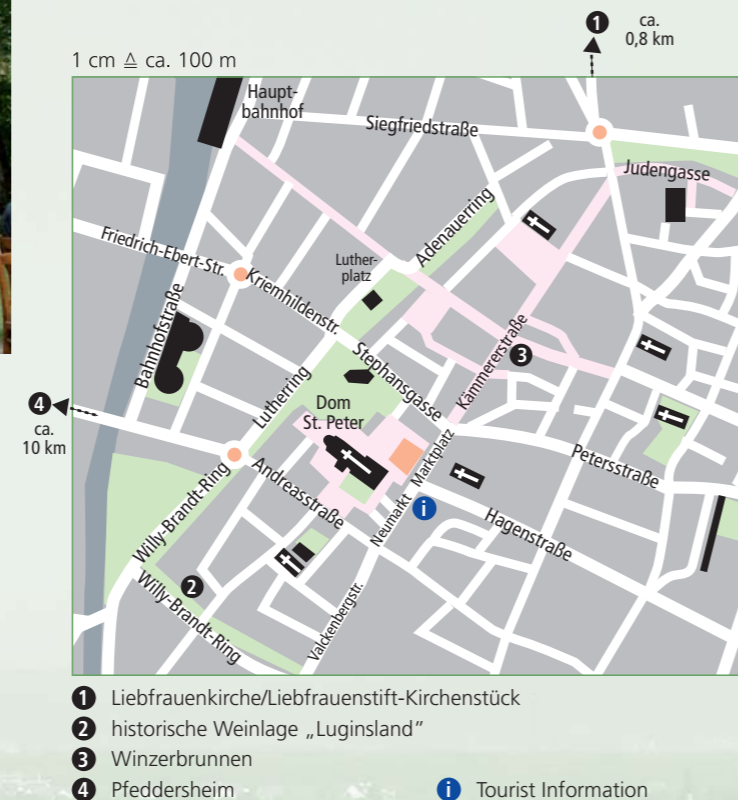 1
ca.
0,8 km
1 cm ≙ ca. 100 m
Haupt-
bahnhof
Siegfriedstraße
Judengasse
Adenauerring
Friedrich-Ebert-Str.
Luther-
platz
Kriemhildenstr.
Bahnhofstraße
Stephansgasse
Kämmererstraße
3
4
ca.
10 km
Lutherring
Dom
St. Peter
Marktplatz
Petersstraße
Willy-Brandt-Ring
Andreasstraße
Neumarkt
i
Hagenstraße
2
Willy-Brandt-Ring
Valckenbergstr.
1 Liebfrauenkirche/Liebfrauenstift-Kirchenstück
2 historische Weinlage „Luginsland”
3 Winzerbrunnen
4 Pfeddersheim
i Tourist Information